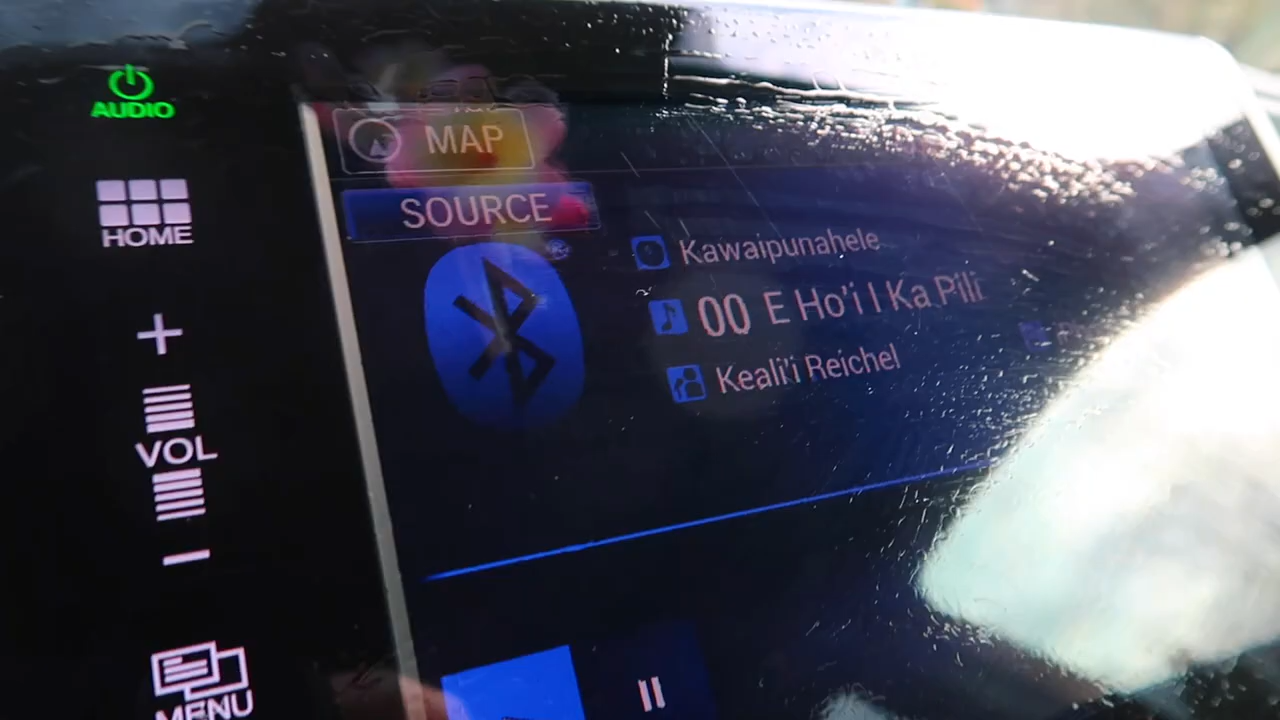 AUDIO
MAP
HOME
SOURCE
Kawaipunahele
00 E Ho'i I Ka Pili
Keali'i Reichel
+
VOL
−
MENU